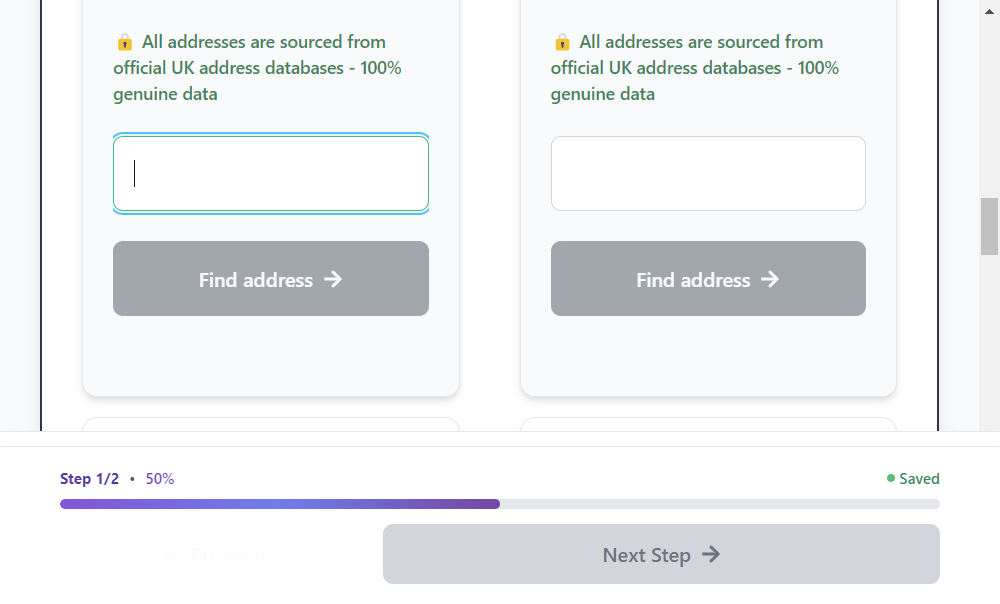 🔒 All addresses are sourced from
official UK address databases - 100%
genuine data
Find address →
🔒 All addresses are sourced from
official UK address databases - 100%
genuine data
Find address →
Step 1/2 • 50%
Saved
Next Step →